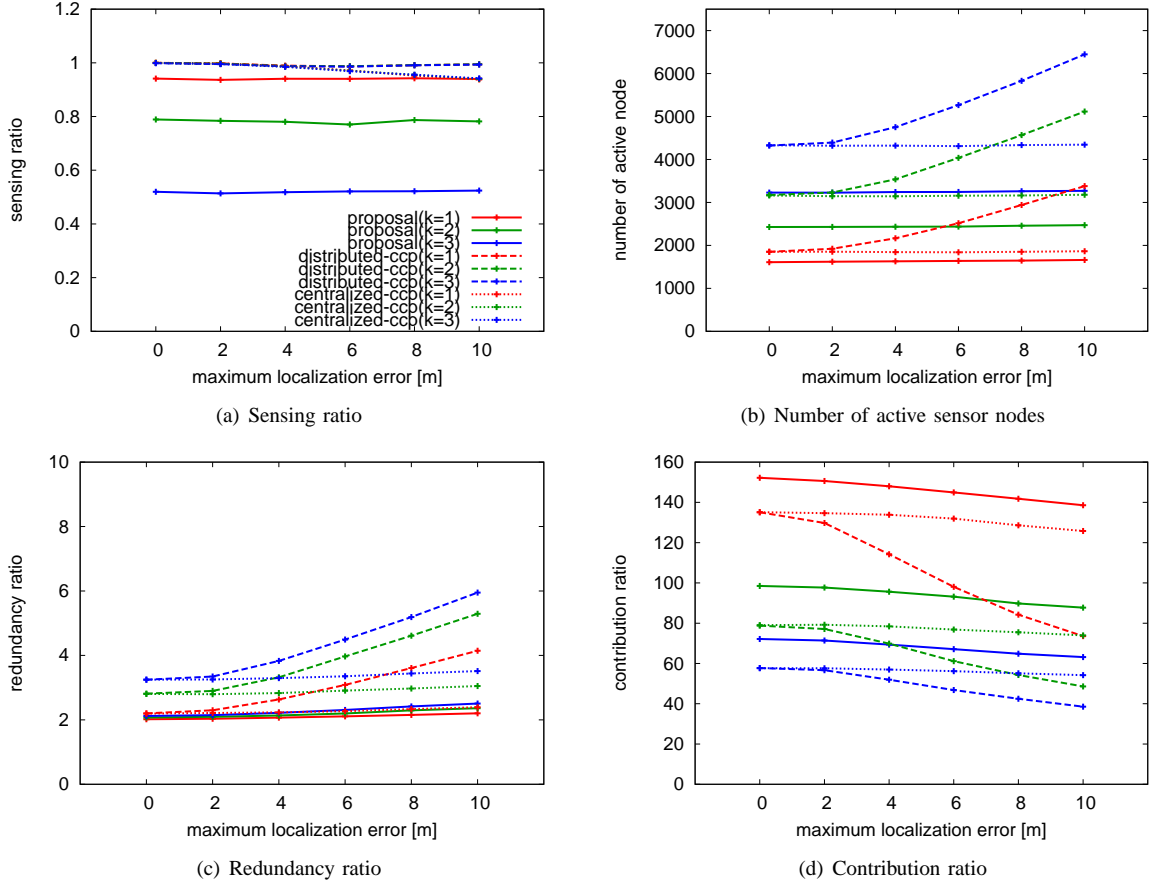 1.2
1
0.8
0.6
0.4
0.2
0
sensing ratio
proposal(k=1)
proposal(k=2)
proposal(k=3)
distributed-ccp(k=1)
distributed-ccp(k=2)
distributed-ccp(k=3)
centralized-ccp(k=1)
centralized-ccp(k=2)
centralized-ccp(k=3)
0 2 4 6 8 10
maximum localization error [m]
(a) Sensing ratio
7000
6000
5000
4000
3000
2000
1000
0
number of active node
0 2 4 6 8 10
maximum localization error [m]
(b) Number of active sensor nodes
10
8
6
4
2
0
redundancy ratio
0 2 4 6 8 10
maximum localization error [m]
(c) Redundancy ratio
160
140
120
100
80
60
40
20
0
contribution ratio
0 2 4 6 8 10
maximum localization error [m]
(d) Contribution ratio